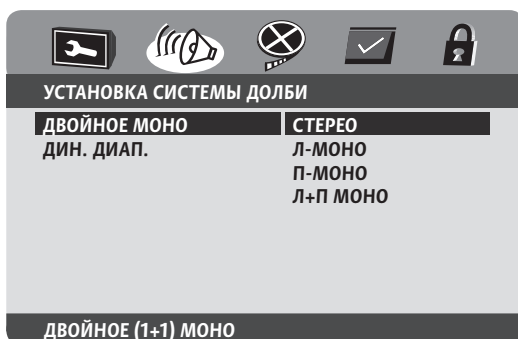 УСТАНОВКА СИСТЕМЫ ДОЛБИ
ДВОЙНОЕ МОНО СТЕРЕО
ДИН. ДИАП. Л-МОНО
П-МОНО
Л+П МОНО
ДВОЙНОЕ (1+1) МОНО